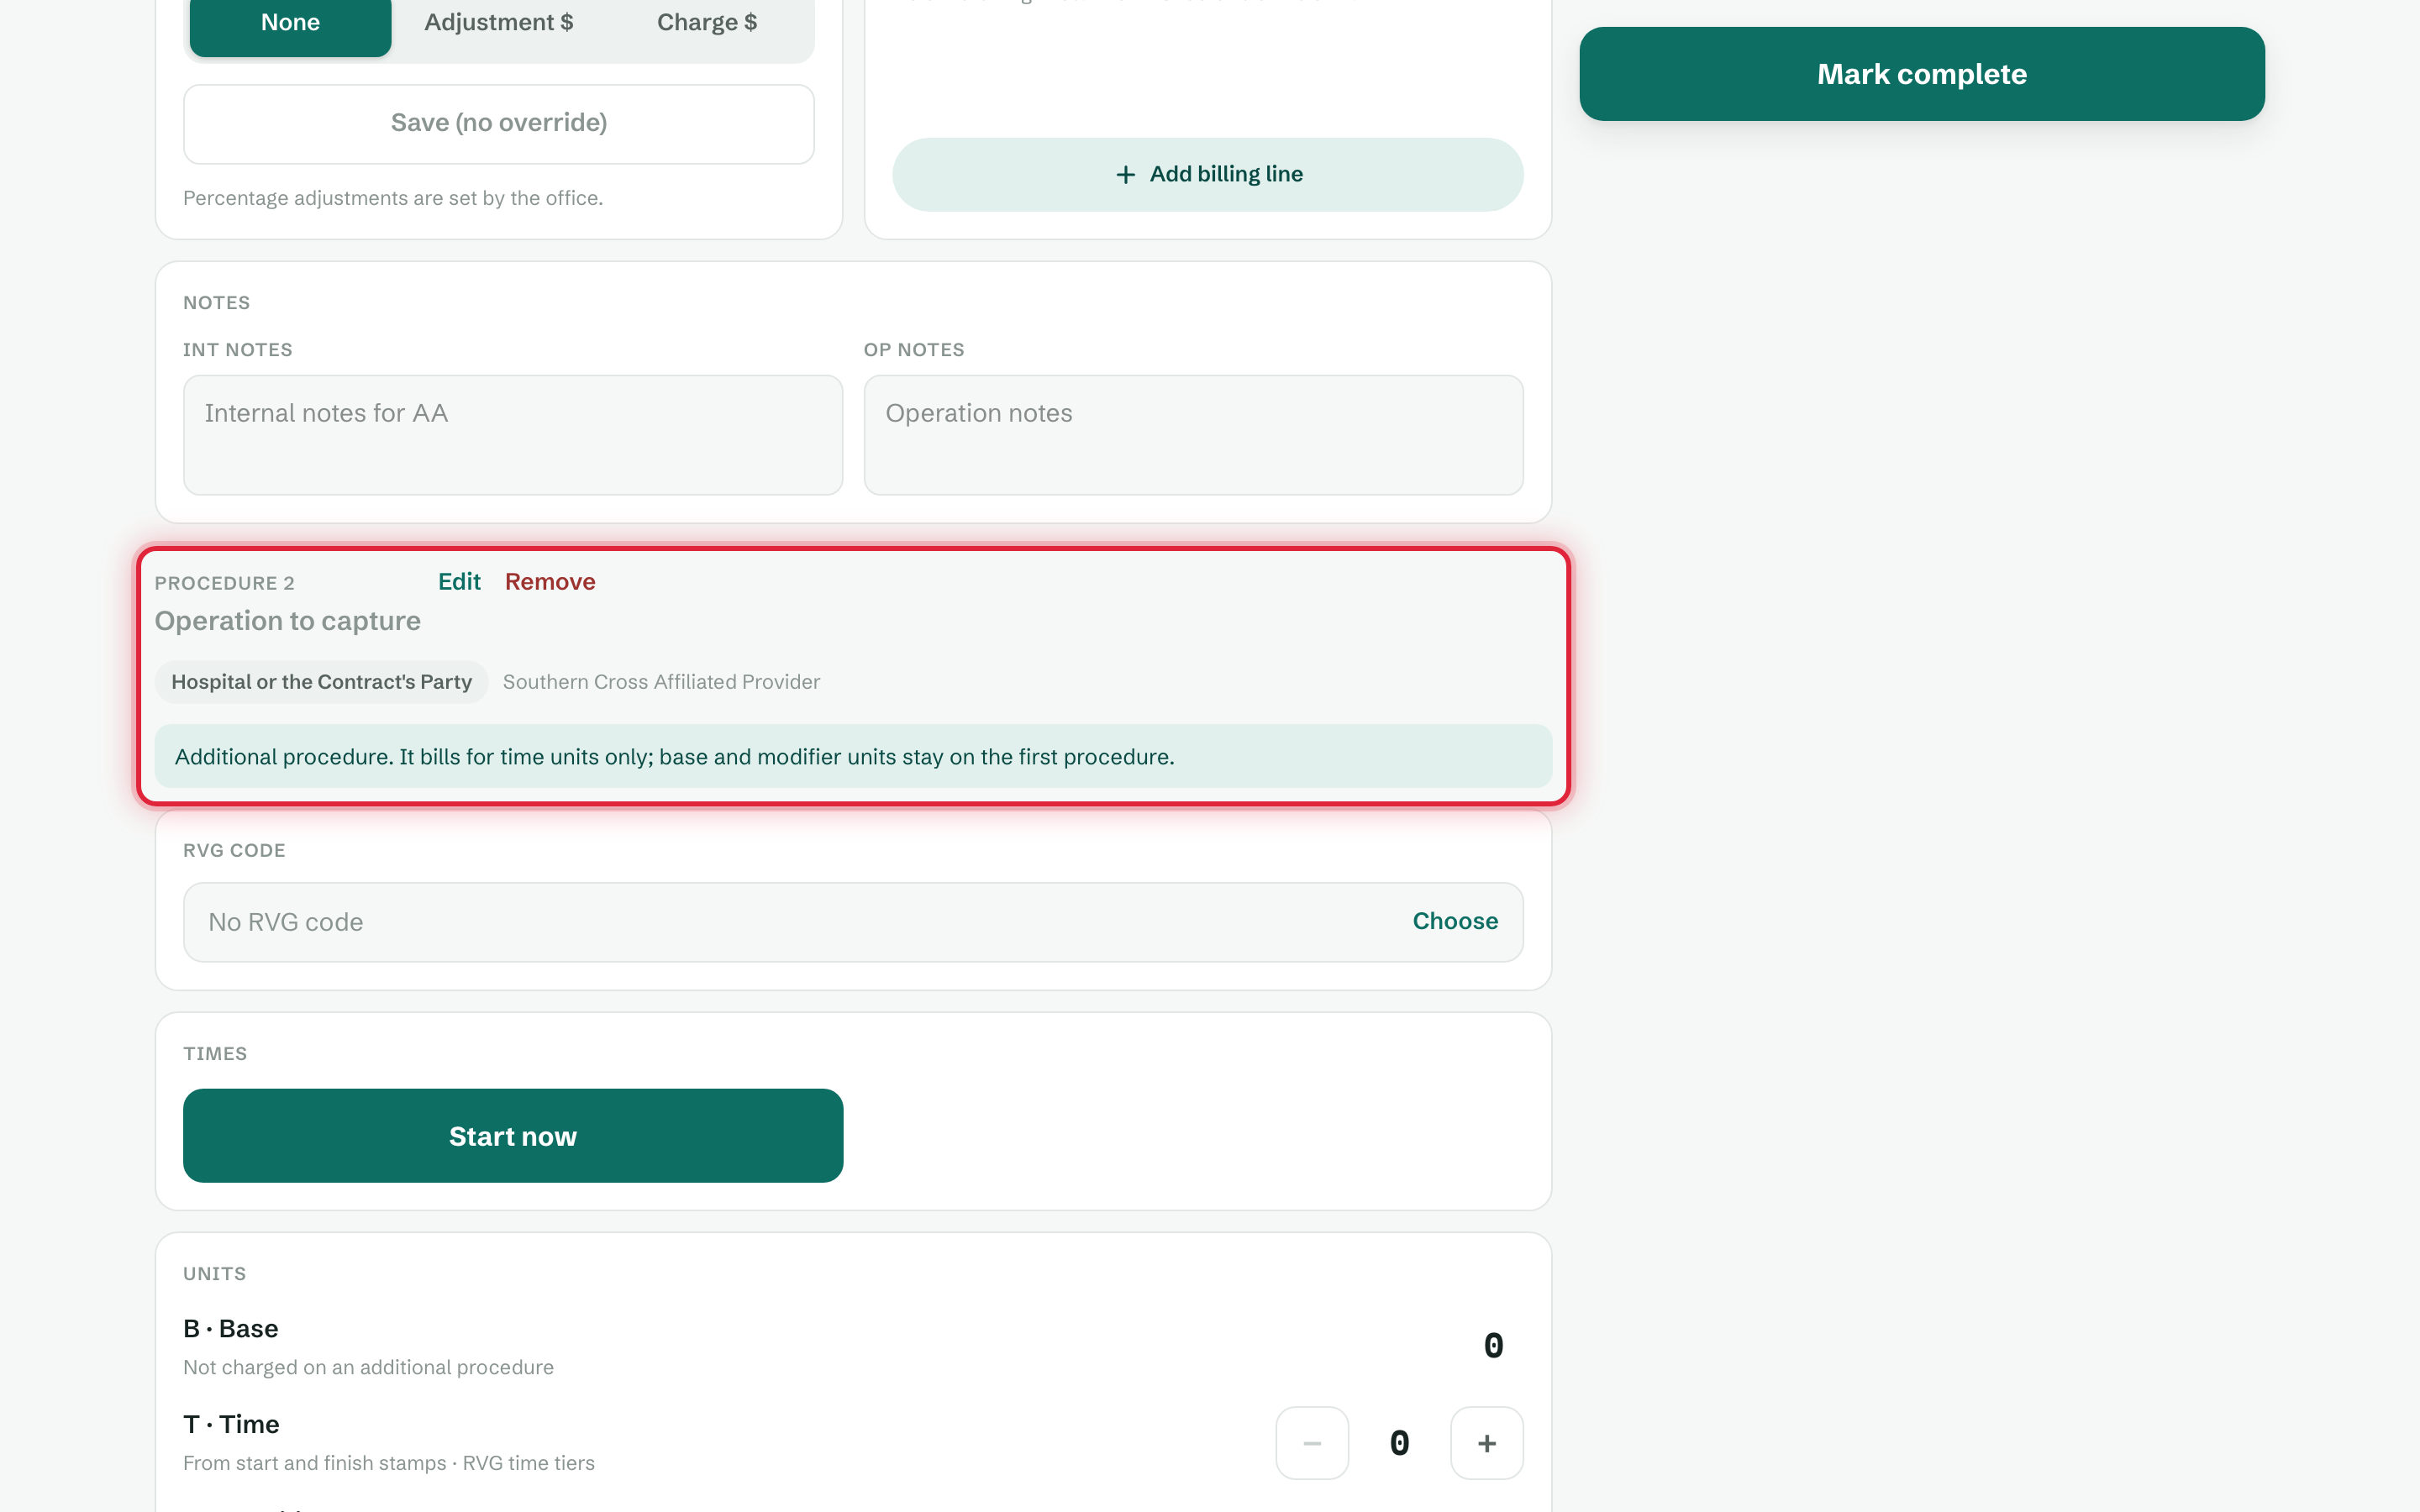 None
Adjustment $
Charge $
Save (no override)
Percentage adjustments are set by the office.
+ Add billing line
Mark complete
NOTES
INT NOTES
Internal notes for AA
OP NOTES
Operation notes
PROCEDURE 2
Edit
Remove
Operation to capture
Hospital or the Contract's Party
Southern Cross Affiliated Provider
Additional procedure. It bills for time units only; base and modifier units stay on the first procedure.
RVG CODE
No RVG code
Choose
TIMES
Start now
UNITS
B · Base
Not charged on an additional procedure
0
T · Time
From start and finish stamps · RVG time tiers
−
0
+